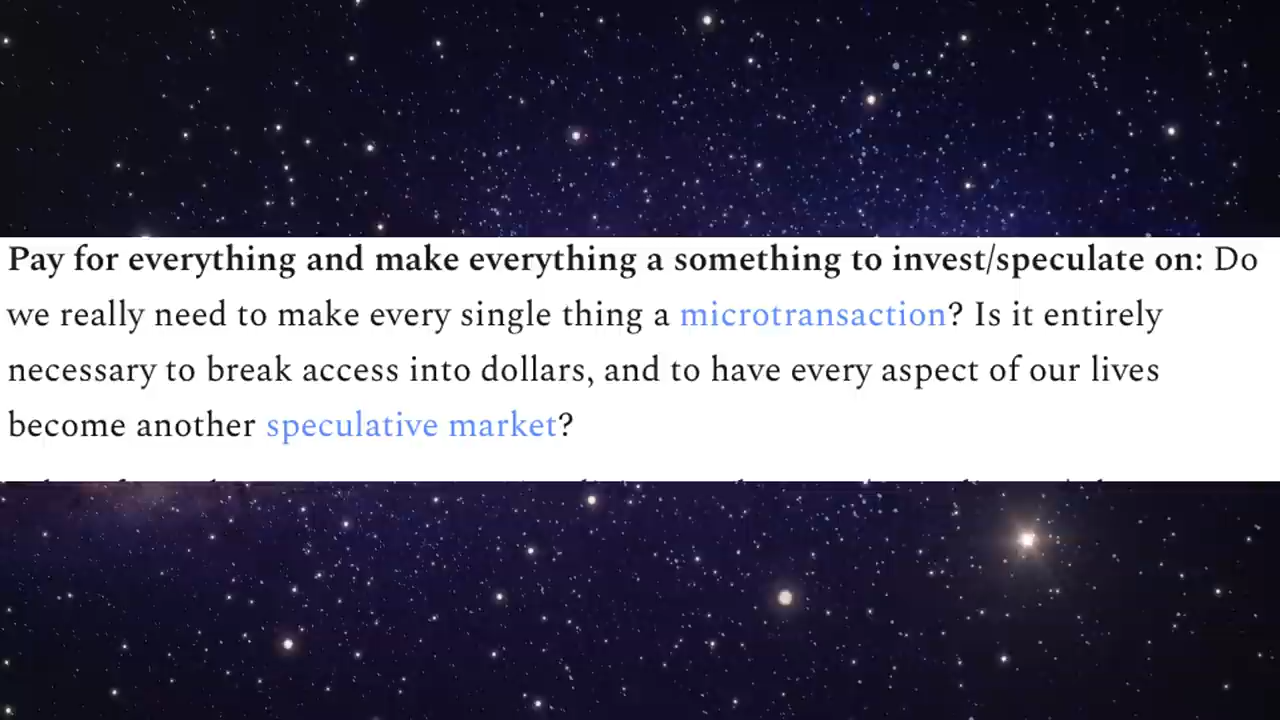 Pay for everything and make everything a something to invest/speculate on: Do
we really need to make every single thing a microtransaction? Is it entirely
necessary to break access into dollars, and to have every aspect of our lives
become another speculative market?